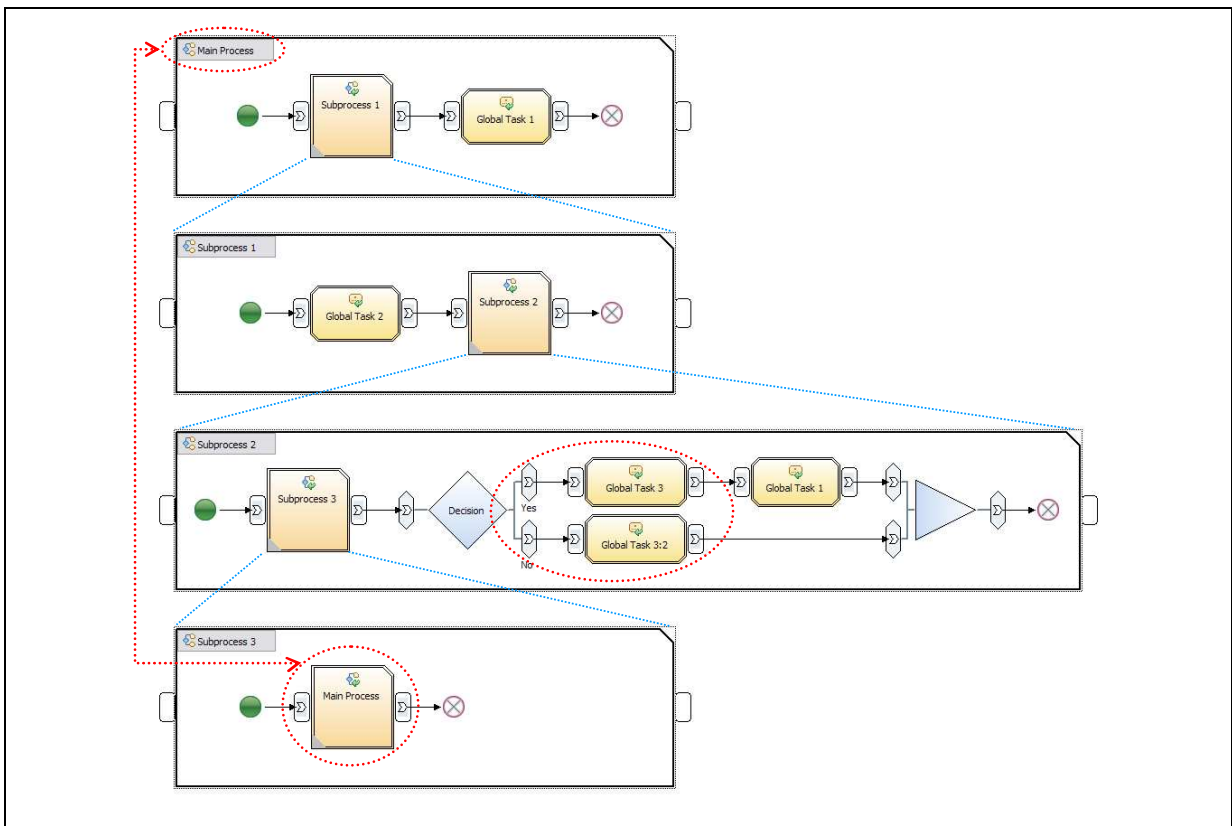 Main Process
Subprocess 1
Global Task 1
Subprocess 1
Global Task 2
Subprocess 2
Subprocess 2
Subprocess 3
Decision
Yes
No
Global Task 3
Global Task 1
Global Task 3:2
Subprocess 3
Main Process